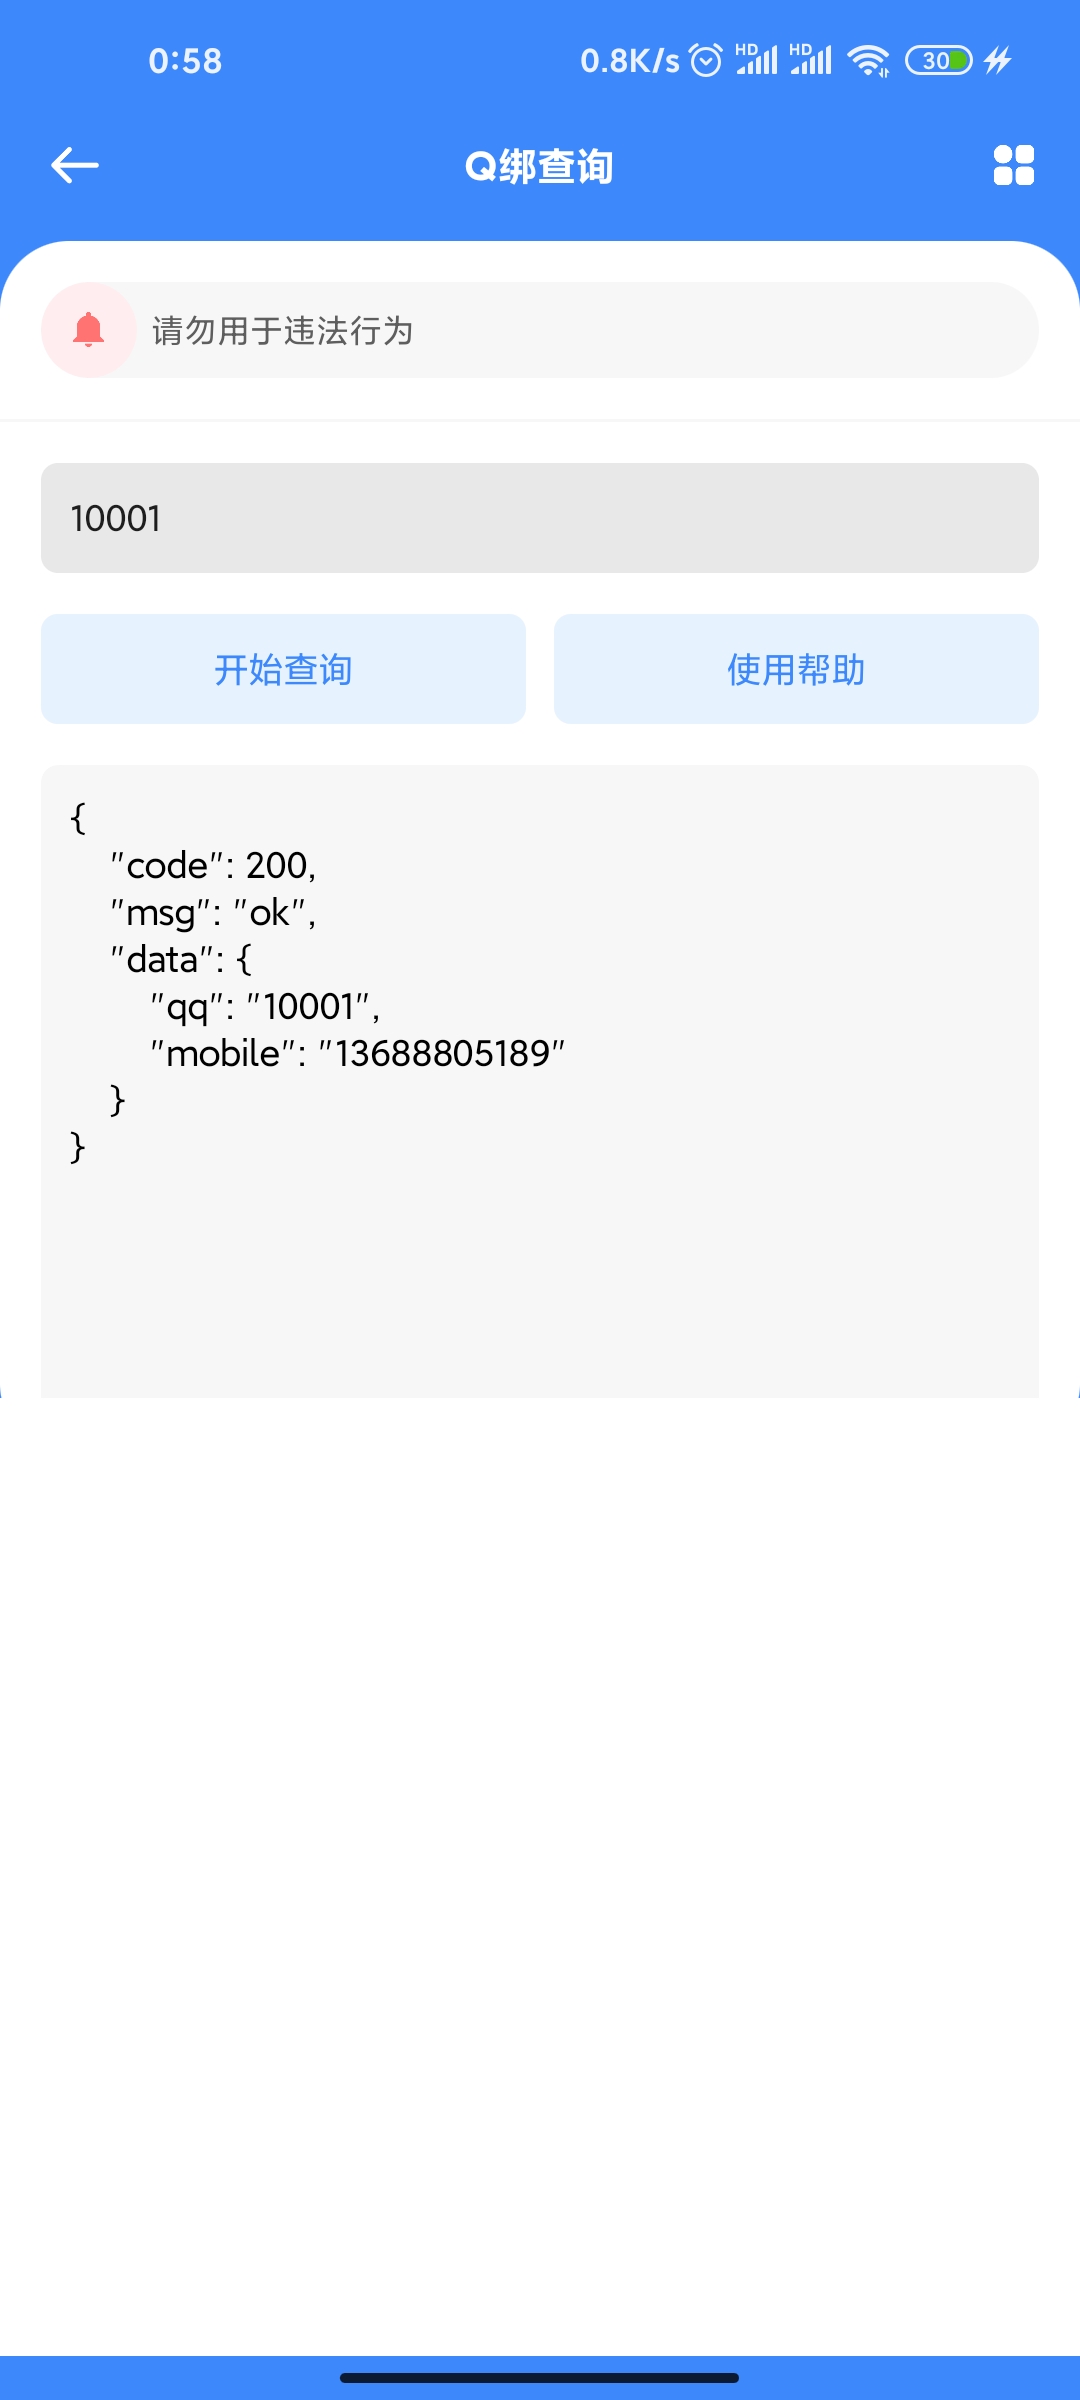 0:58
0.8K/s HD HD 30
Q绑查询
请勿用于违法行为
10001
开始查询 使用帮助
{
"code": 200,
"msg": "ok",
"data": {
"qq": "10001",
"mobile": "13688805189"
}
}